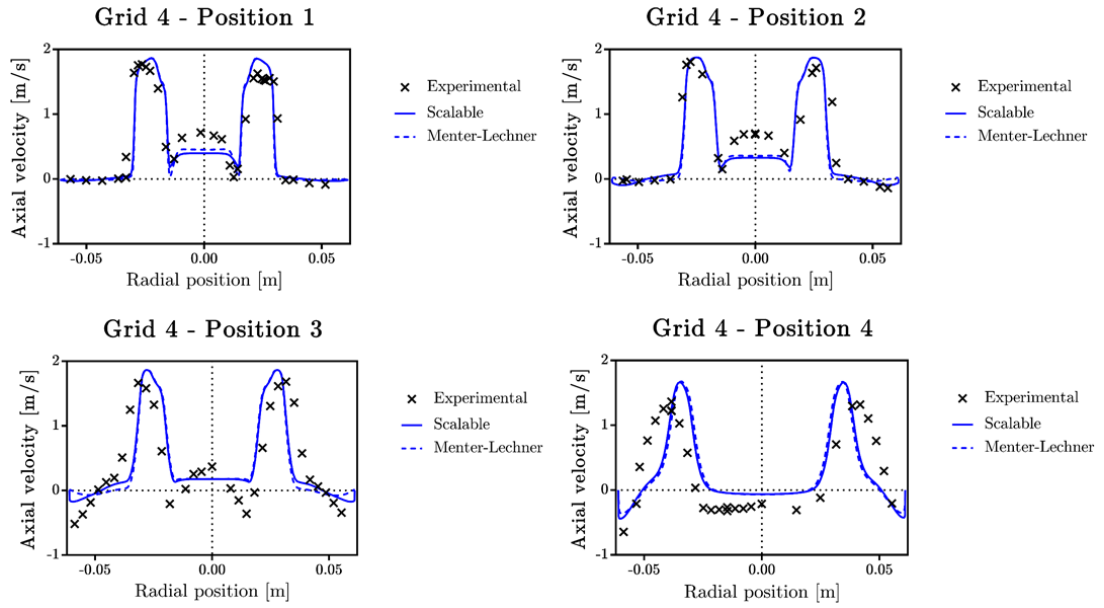 Grid 4 - Position 1
Axial velocity [m/s]
2
1
0
-1
-0.05
0.00
0.05
Radial position [m]
Experimental
Scalable
Menter-Lechner
Grid 4 - Position 2
Axial velocity [m/s]
2
1
0
-1
-0.05
0.00
0.05
Radial position [m]
Experimental
Scalable
Menter-Lechner
Grid 4 - Position 3
Axial velocity [m/s]
2
1
0
-1
-0.05
0.00
0.05
Radial position [m]
Experimental
Scalable
Menter-Lechner
Grid 4 - Position 4
Axial velocity [m/s]
2
1
0
-1
-0.05
0.00
0.05
Radial position [m]
Experimental
Scalable
Menter-Lechner